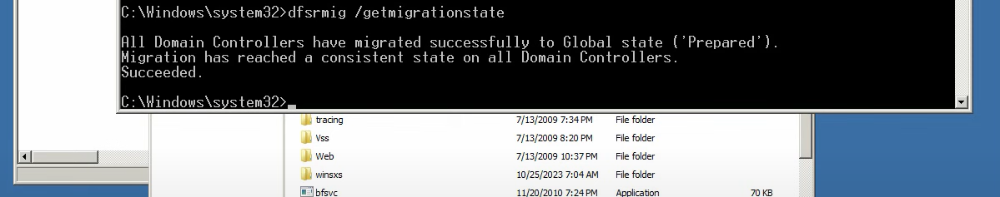 C:\Windows\system32>dfsrmig /getmigrationstate
All Domain Controllers have migrated successfully to Global state ('Prepared').
Migration has reached a consistent state on all Domain Controllers.
Succeeded.
C:\Windows\system32>
tracing 7/13/2009 7:34 PM File folder
Vss 7/13/2009 8:20 PM File folder
Web 7/13/2009 10:37 PM File folder
winsxs 10/25/2023 7:04 AM File folder
bfsvc 11/20/2010 7:24 PM Application 70 KB